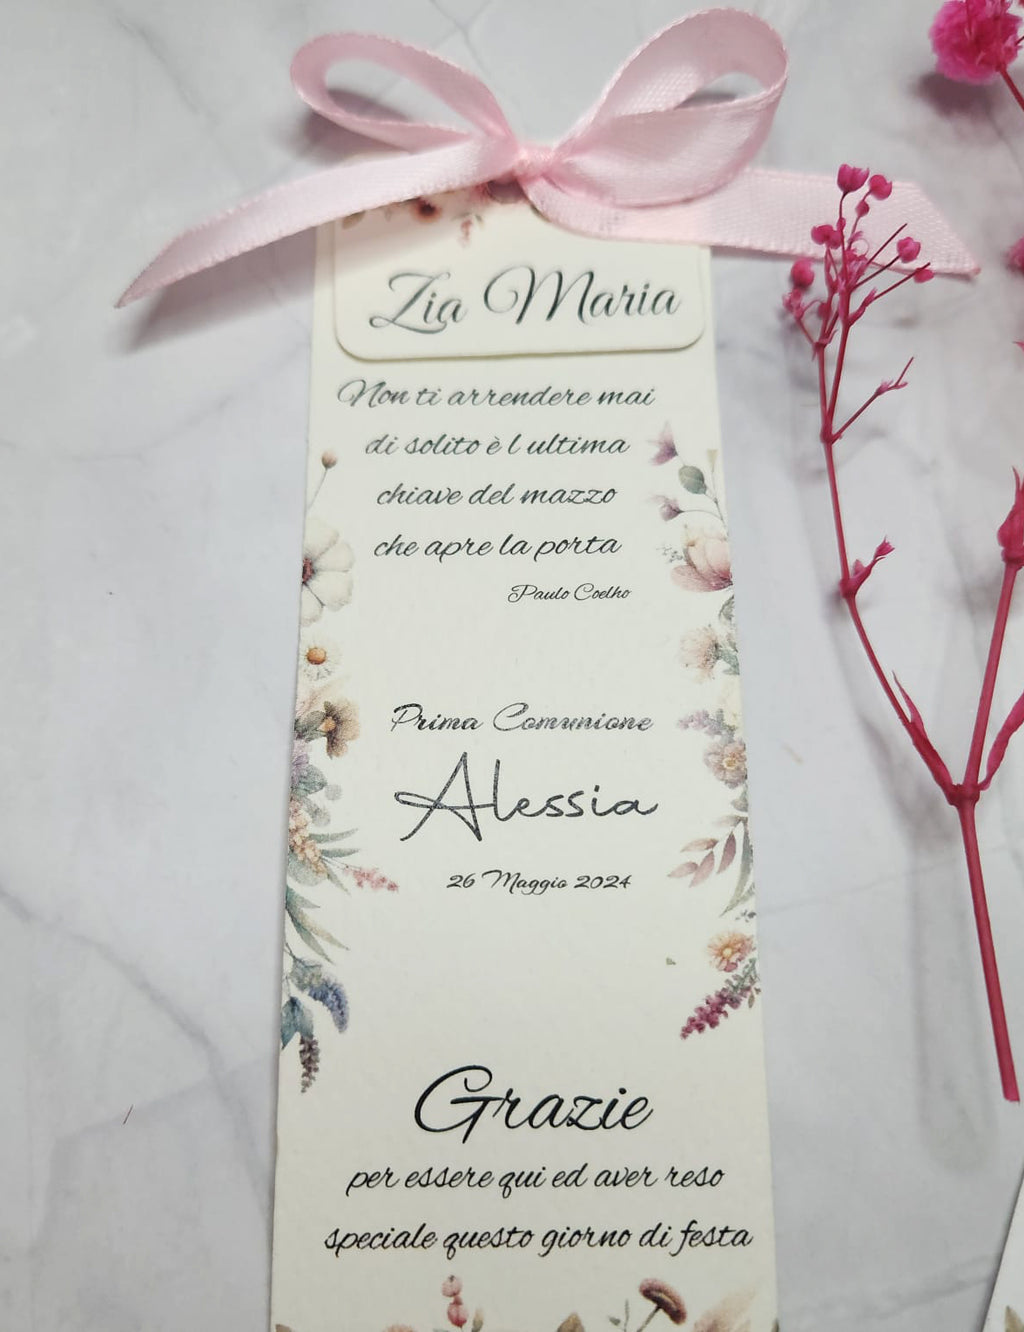 Zia Maria
Non ti arrendere mai
di solito è l ultima
chiave del mazzo
che apre la porta
Paulo Coelho
Prima Comunione
Alessia
26 Maggio 2024
Grazie
per essere qui ed aver reso
speciale questo giorno di festa